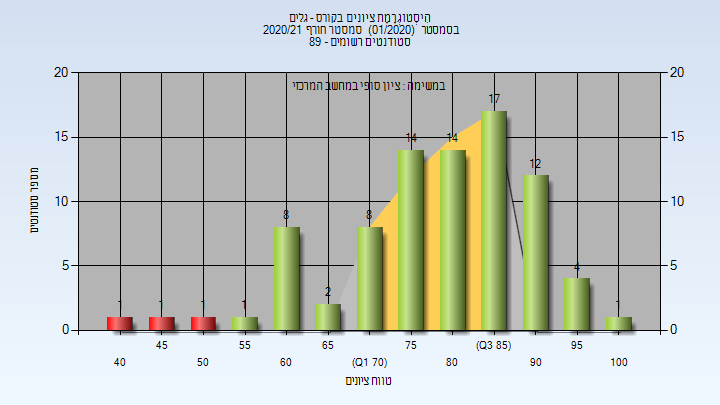 היסטוגרמת ציונים בקורס - גלים
בסמסטר (01/2020) סמסטר חורף 2020/21
סטודנטים רשומים - 89
במשימה : ציון סופי במחשב המרכזי
מספר סטודנטים
20
15
10
5
0
20
15
10
5
0
1 1 1 1 8 2 8 14 14 17 12 4 1
45 55 65 75 (Q3 85) 95
40 50 60 (Q1 70) 80 90 100
טווח ציונים